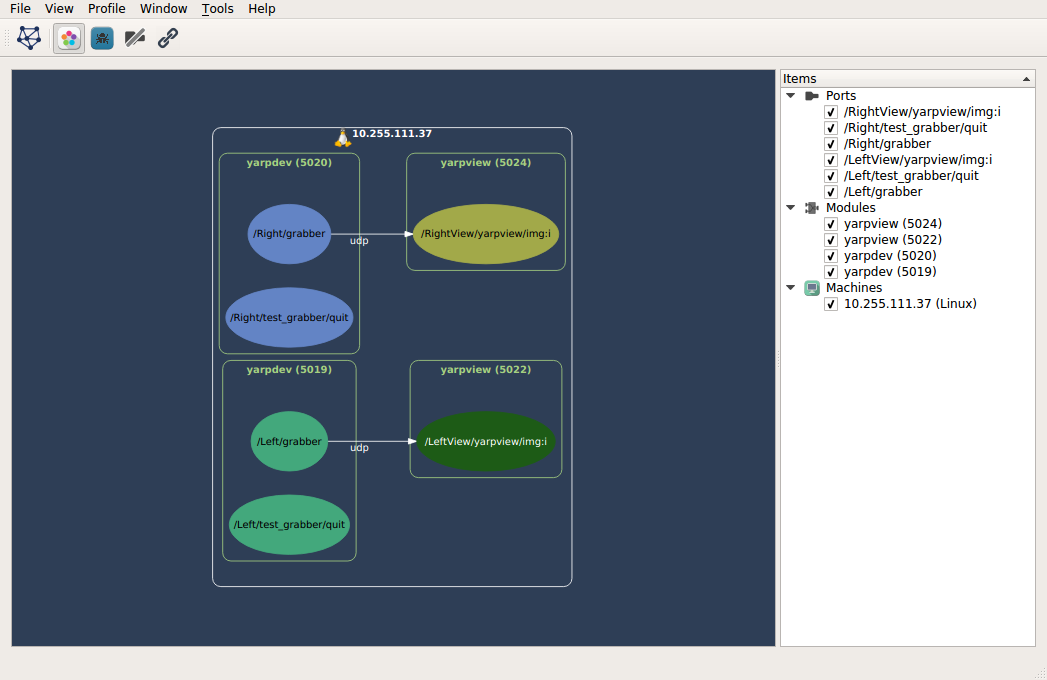 File View Profile Window Tools Help
10.255.111.37
yarpdev (5020)
yarpview (5024)
/Right/grabber
udp
/RightView/yarpview/img:i
/Right/test_grabber/quit
yarpdev (5019)
yarpview (5022)
/Left/grabber
udp
/LeftView/yarpview/img:i
/Left/test_grabber/quit
Items
Ports
/RightView/yarpview/img:i
/Right/test_grabber/quit
/Right/grabber
/LeftView/yarpview/img:i
/Left/test_grabber/quit
/Left/grabber
Modules
yarpview (5024)
yarpview (5022)
yarpdev (5020)
yarpdev (5019)
Machines
10.255.111.37 (Linux)